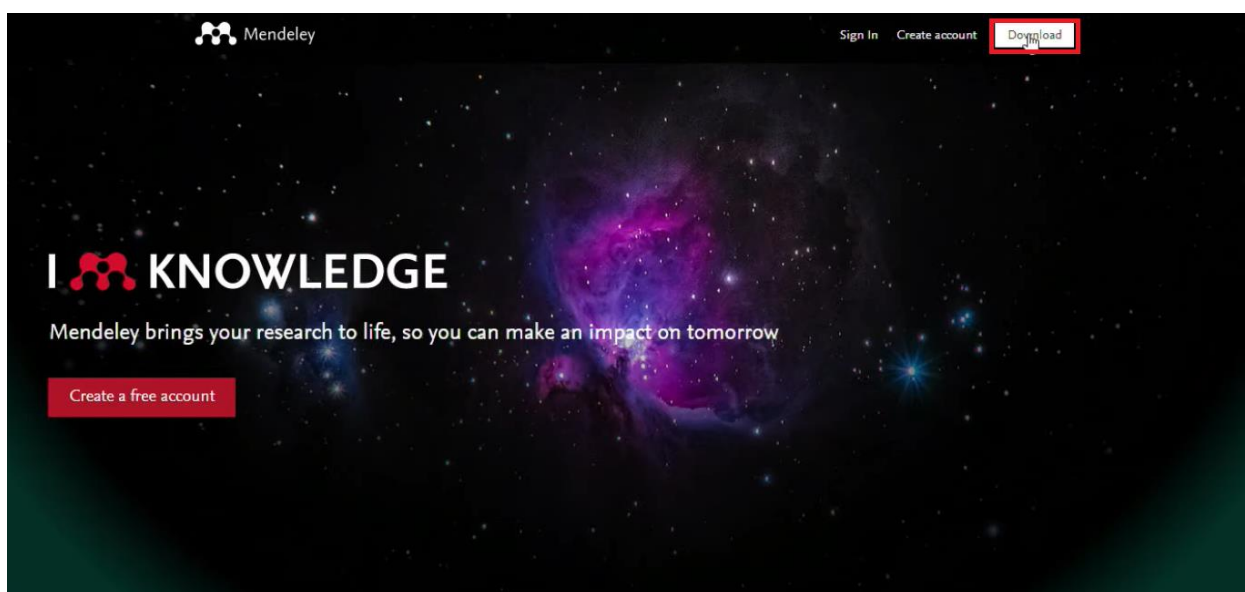 Mendeley
Sign In Create account Download
I KNOWLEDGE
Mendeley brings your research to life, so you can make an impact on tomorrow
Create a free account